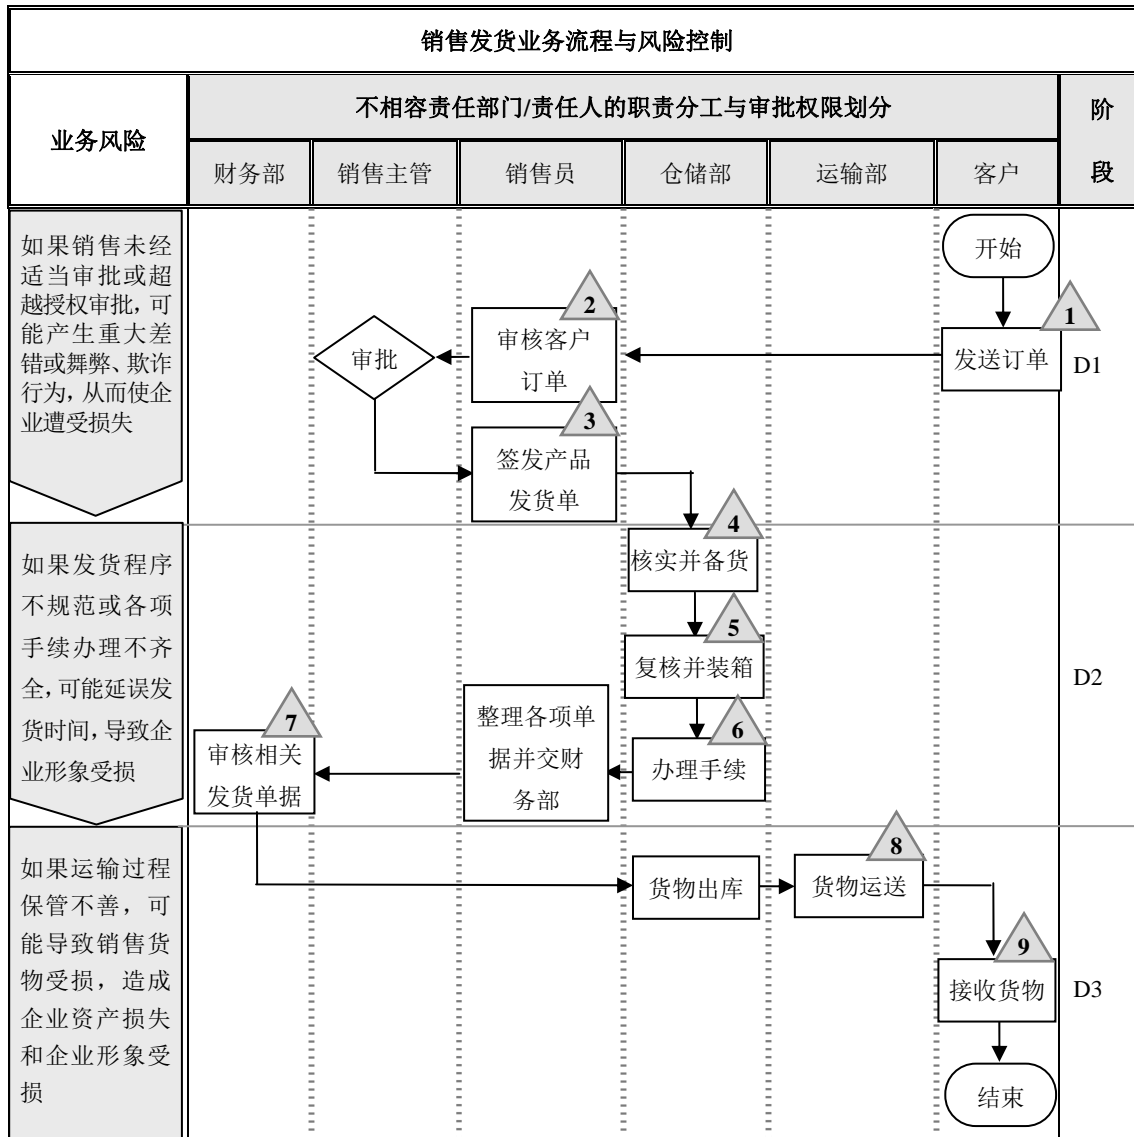 销售发货业务流程与风险控制
业务风险
不相容责任部门/责任人的职责分工与审批权限划分
阶
段
财务部
销售主管
销售员
仓储部
运输部
客户
如果销售未经
适当审批或超
越授权审批，可
能产生重大差
错或舞弊、欺诈
行为，从而使企
业遭受损失
开始
1
发送订单
2
审核客户
订单
审批
D1
3
签发产品
发货单
如果发货程序
不规范或各项
手续办理不齐
全，可能延误发
货时间，导致企
业形象受损
4
核实并备货
5
复核并装箱
6
办理手续
整理各项单
据并交财
务部
7
审核相关
发货单据
D2
如果运输过程
保管不善，可
能导致销售货
物受损，造成
企业资产损失
和企业形象受
损
货物出库
8
货物运送
9
接收货物
D3
结束